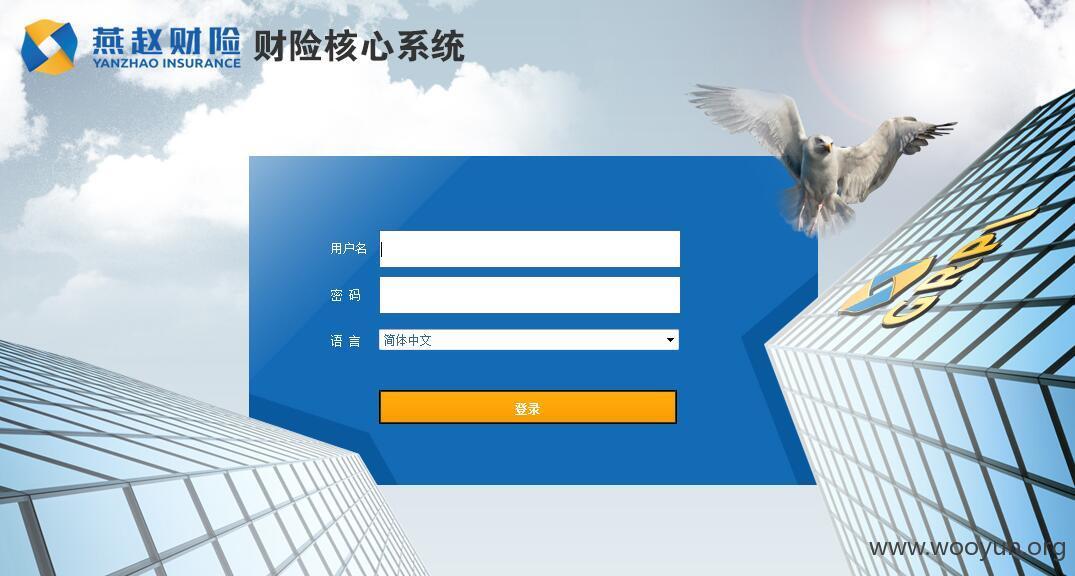 燕赵财险 财险核心系统
YANZHAO INSURANCE
GRPI
用户名
密 码
语 言 简体中文
登录
www.wooyun.org